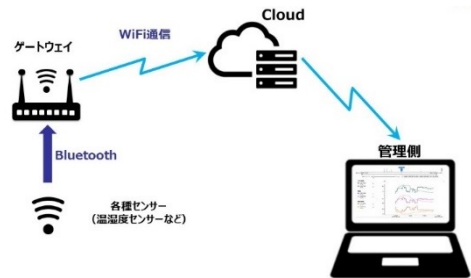 Cloud
WiFi通信
ゲートウェイ
Bluetooth
管理側
各種センサー
(温湿度センサーなど)